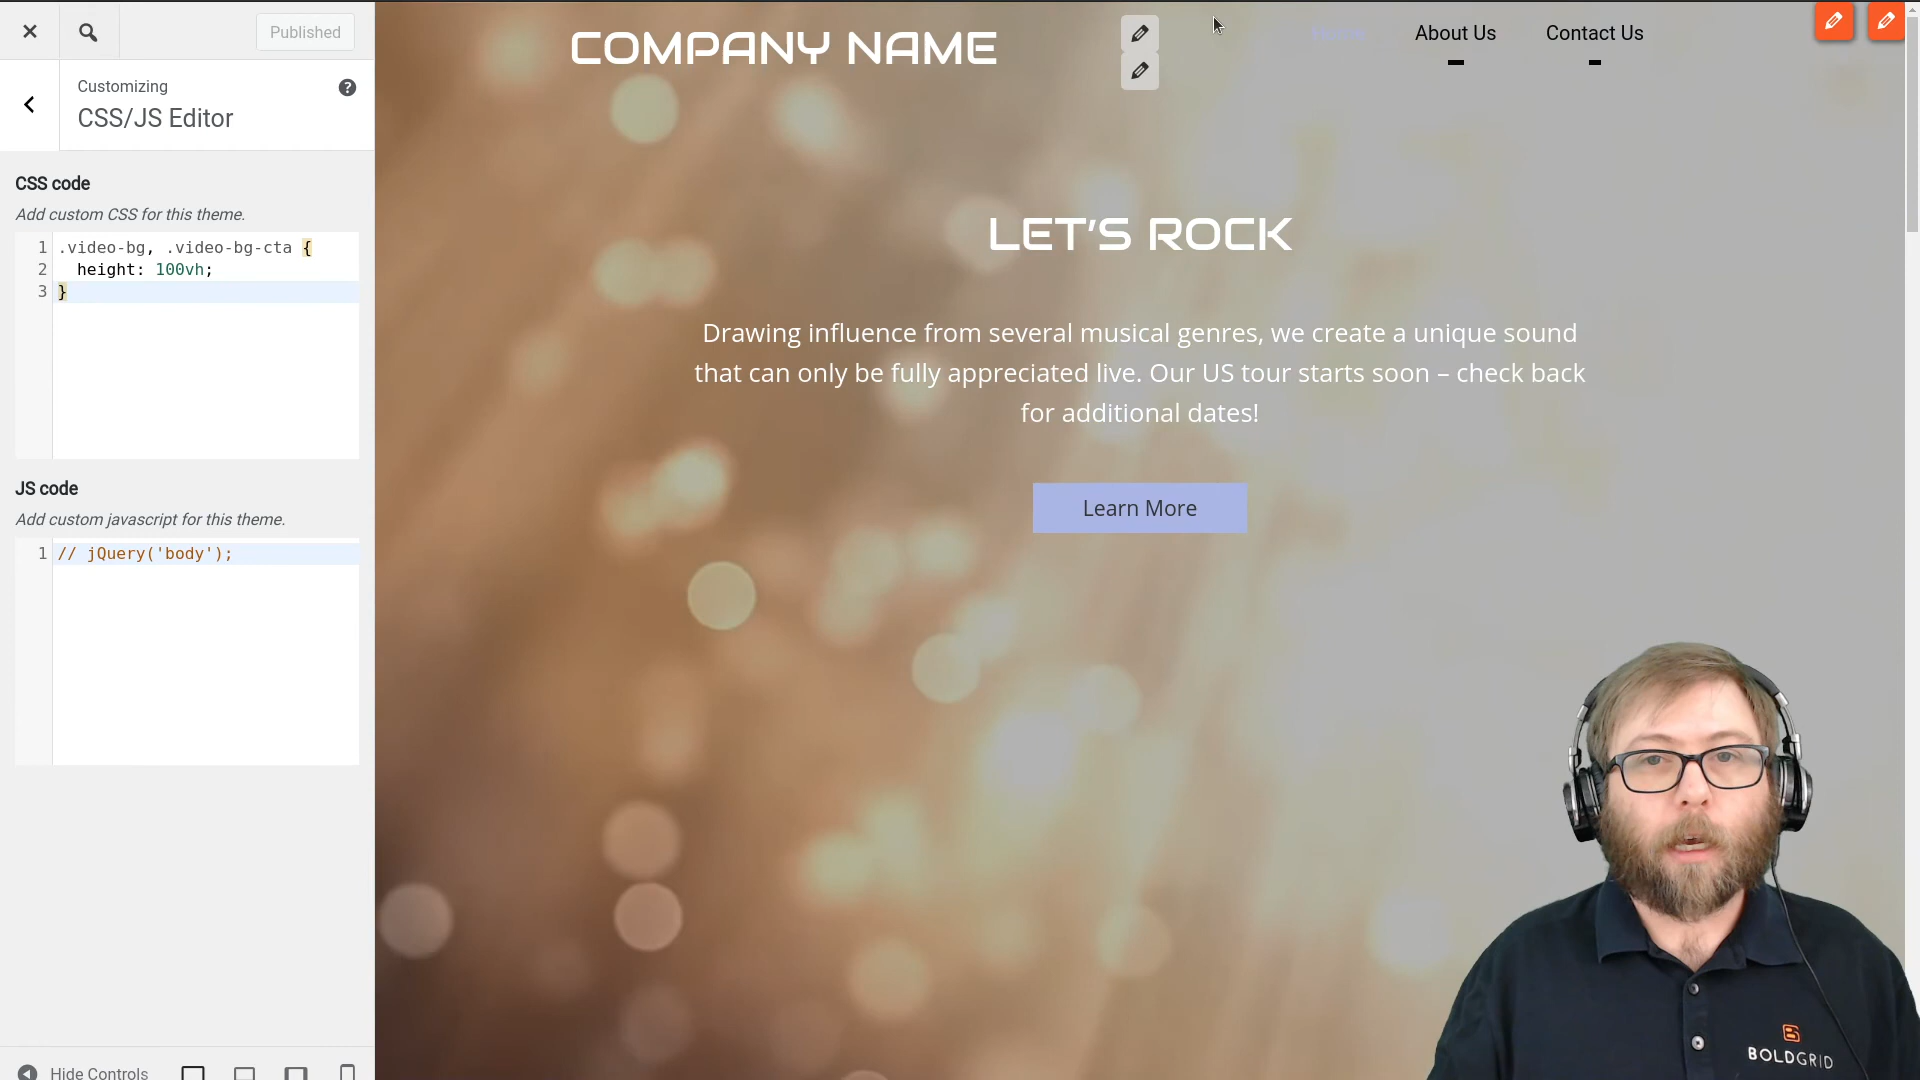 Published
Customizing
CSS/JS Editor
CSS code
Add custom CSS for this theme.
1 .video-bg, .video-bg-cta {
2 height: 100vh;
3 }
JS code
Add custom javascript for this theme.
1 // jQuery('body');
Hide Controls
COMPANY NAME
Home
About Us
Contact Us
LET'S ROCK
Drawing influence from several musical genres, we create a unique sound
that can only be fully appreciated live. Our US tour starts soon – check back
for additional dates!
Learn More
BOLDGRID